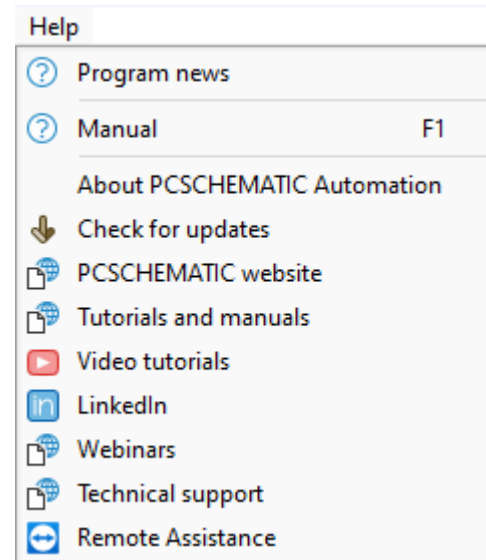 Help
Program news
Manual F1
About PCSCHEMATIC Automation
Check for updates
PCSCHEMATIC website
Tutorials and manuals
Video tutorials
in LinkedIn
Webinars
Technical support
Remote Assistance